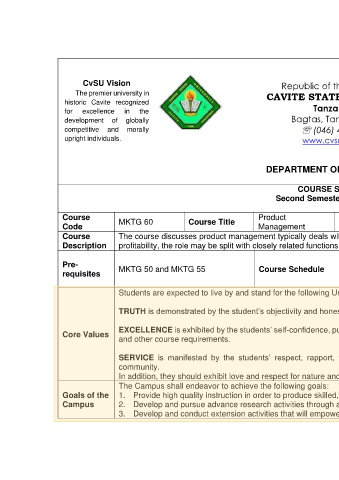 CvSU Vision
The premier university in
historic Cavite recognized
for excellence in the
development of globally
competitive and morally
upright individuals.
Republic of th
CAVITE STATE
Tanza
Bagtas, Tan
☏ (046) 4
www.cvs
DEPARTMENT O
COURSE S
Second Semeste
Course Code
MKTG 60
Course Title
Product Management
Course Description
The course discusses product management typically deals wi
profitability, the role may be split with closely related functions
Pre-requisites
MKTG 50 and MKTG 55
Course Schedule
Core Values
Students are expected to live by and stand for the following Un
TRUTH is demonstrated by the student's objectivity and hones
EXCELLENCE is exhibited by the students' self-confidence, pu
and other course requirements.
SERVICE is manifested by the students' respect, rapport,
community.
In addition, they should exhibit love and respect for nature and
Goals of the Campus
The Campus shall endeavor to achieve the following goals:
1. Provide high quality instruction in order to produce skilled,
2. Develop and pursue advance research activities through a
3. Develop and conduct extension activities that will empowe